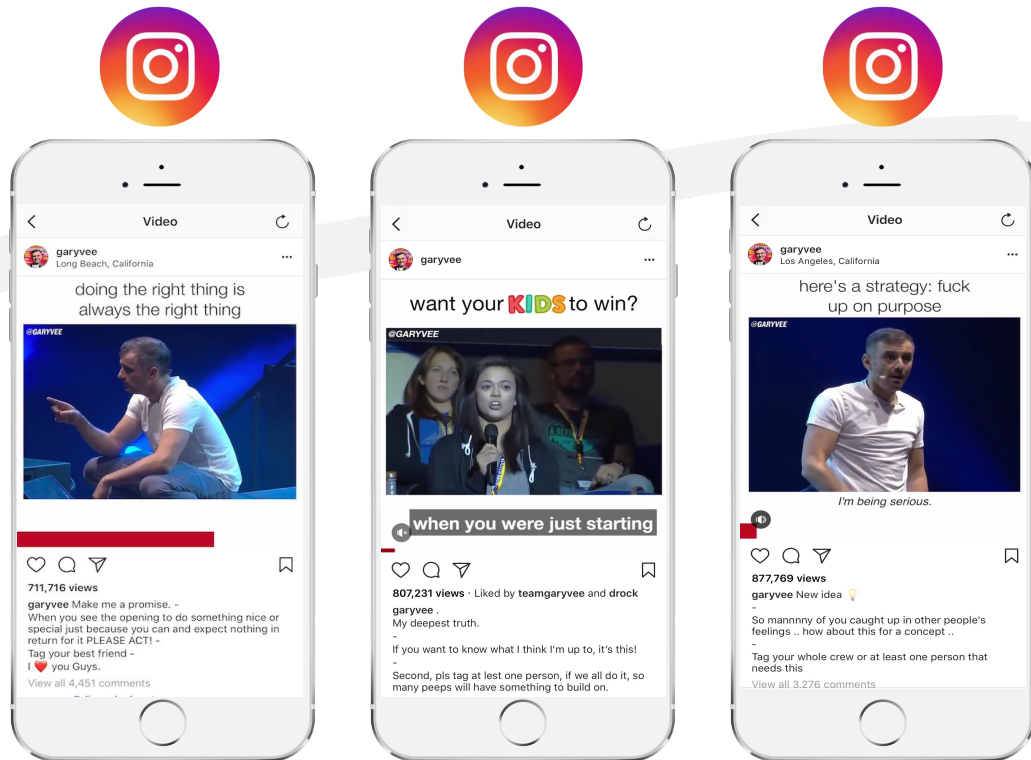 Video
garyvee
Long Beach, California
doing the right thing is
always the right thing
@GARYVEE
711,716 views
garyvee Make me a promise. -
When you see the opening to do something nice or
special just because you can and expect nothing in
return for it PLEASE ACT! -
Tag your best friend -
I ❤️ you Guys.
View all 4,451 comments
Video
garyvee
want your KIDS to win?
@GARYVEE
when you were just starting
807,231 views · Liked by teamgaryvee and drock
garyvee .
My deepest truth.
-
If you want to know what I think I'm up to, it's this!
-
Second, pls tag at lest one person, if we all do it, so
many peeps will have something to build on.
Video
garyvee
Los Angeles, California
here's a strategy: fuck
up on purpose
@GARYVEE
I'm being serious.
877,769 views
garyvee New idea 💡
-
So mannnny of you caught up in other people's
feelings .. how about this for a concept ..
-
Tag your whole crew or at least one person that
needs this
View all 3,276 comments